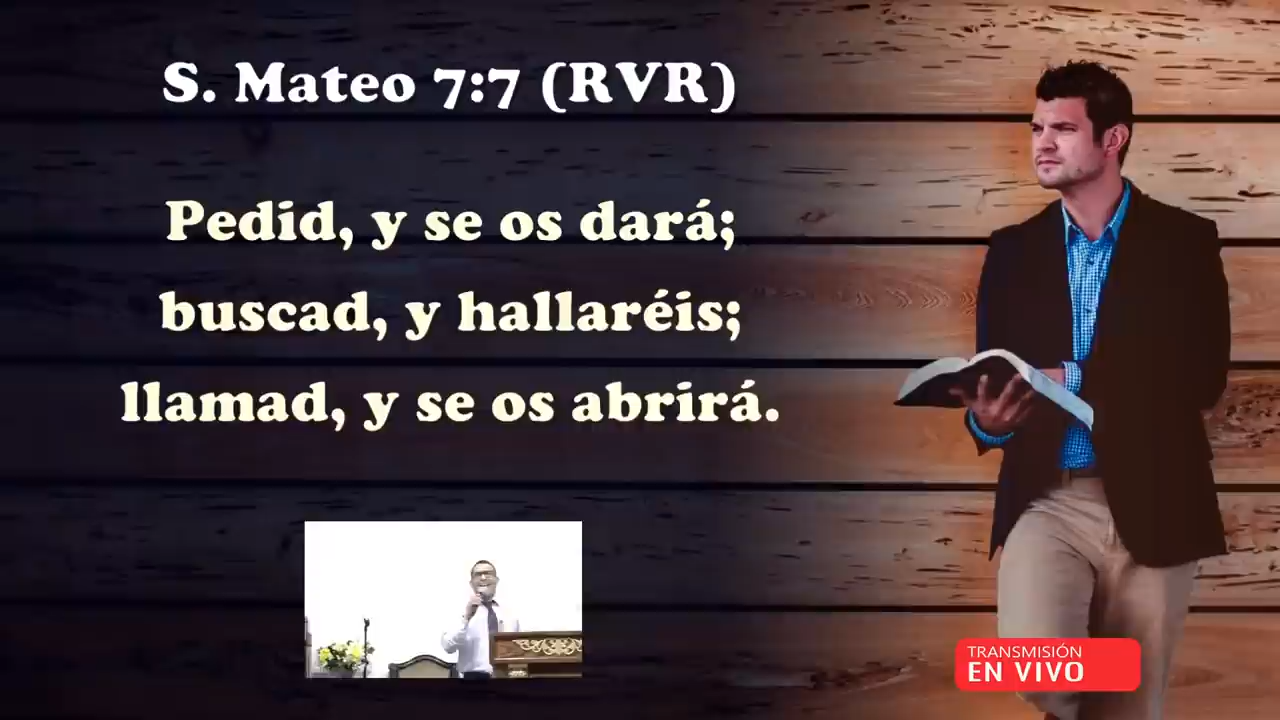 S. Mateo 7:7 (RVR)
Pedid, y se os dará;
buscad, y hallaréis;
llamad, y se os abrirá.
TRANSMISIÓN
EN VIVO